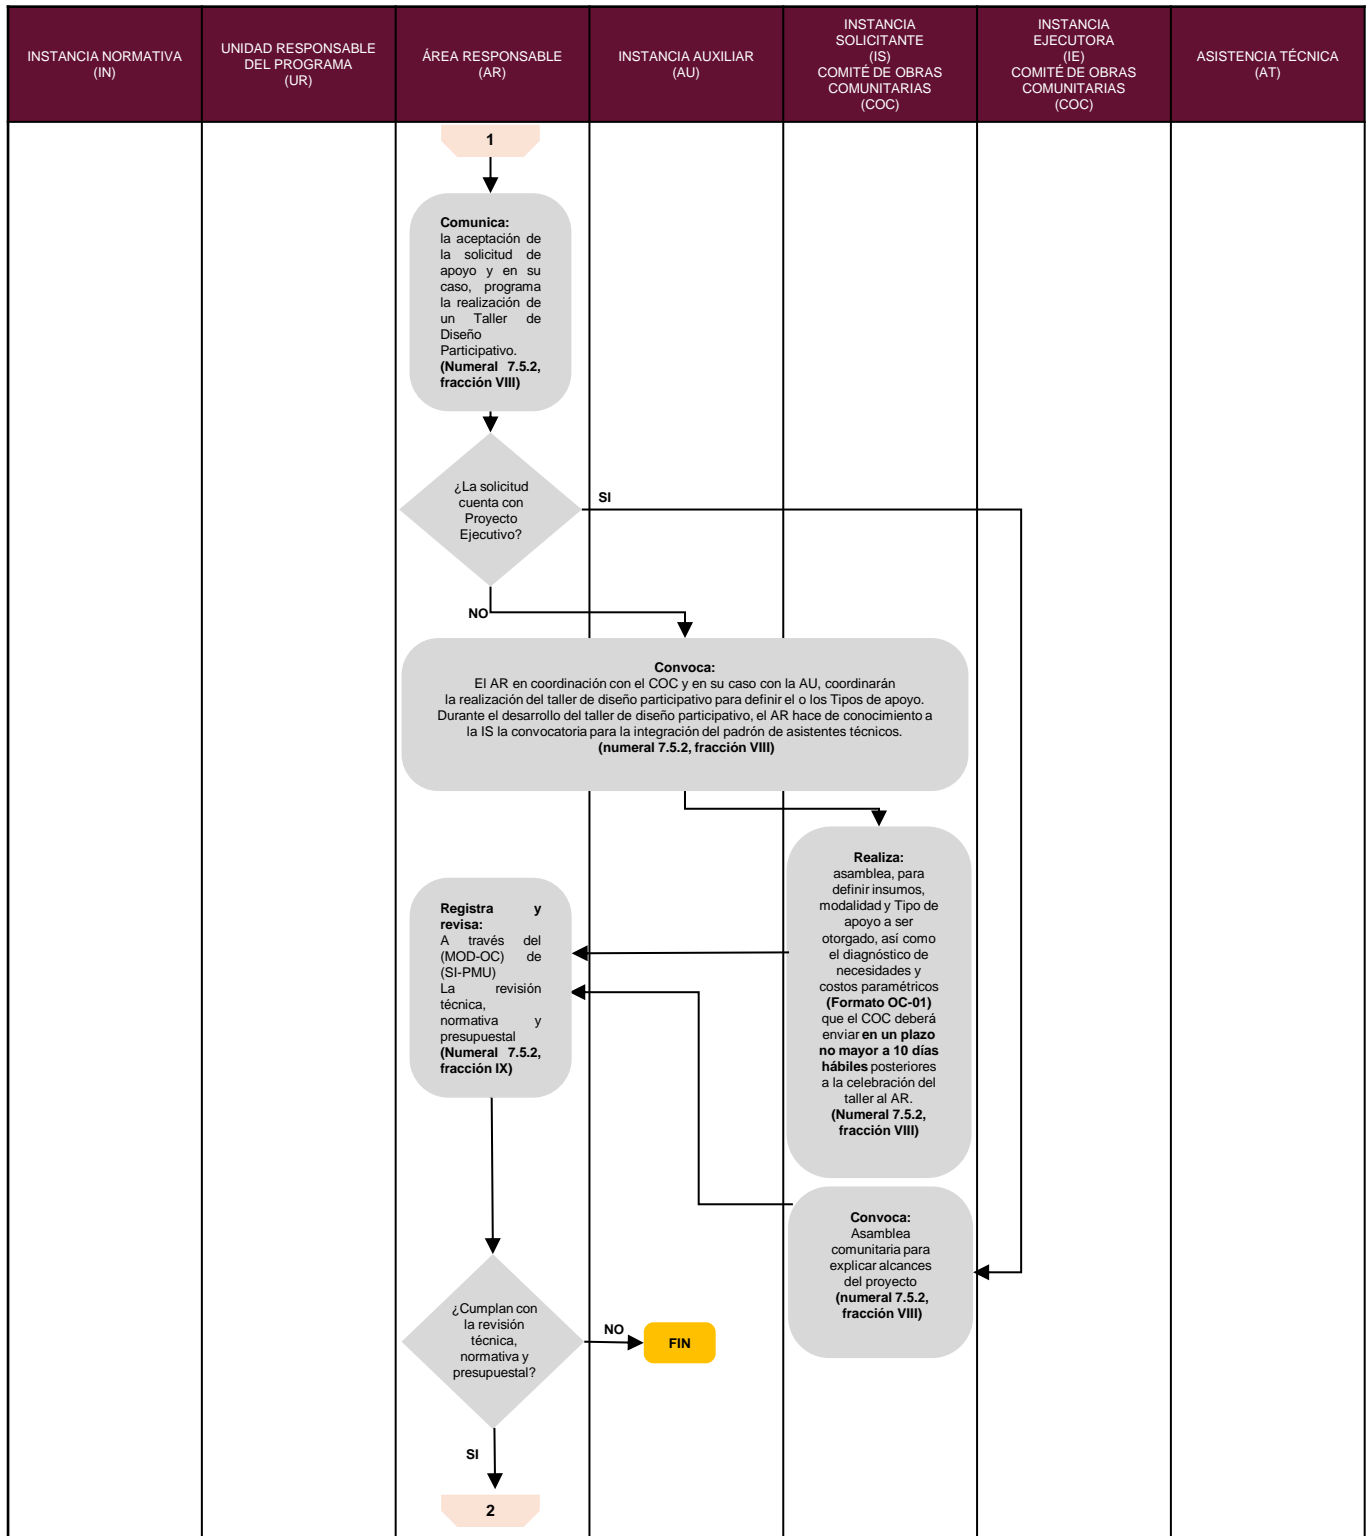 INSTANCIA NORMATIVA
(IN)
UNIDAD RESPONSABLE
DEL PROGRAMA
(UR)
ÁREA RESPONSABLE
(AR)
INSTANCIA AUXILIAR
(AU)
INSTANCIA
SOLICITANTE
(IS)
COMITÉ DE OBRAS
COMUNITARIAS
(COC)
INSTANCIA
EJECUTORA
(IE)
COMITÉ DE OBRAS
COMUNITARIAS
(COC)
ASISTENCIA TÉCNICA
(AT)
1
Comunica:
la aceptación de
la solicitud de
apoyo y en su
caso, programa
la realización de
un Taller de
Diseño
Participativo.
(Numeral 7.5.2,
fracción VIII)
¿La solicitud
cuenta con
Proyecto
Ejecutivo?
SI
NO
Convoca:
El AR en coordinación con el COC y en su caso con la AU, coordinarán
la realización del taller de diseño participativo para definir el o los Tipos de apoyo.
Durante el desarrollo del taller de diseño participativo, el AR hace de conocimiento a
la IS la convocatoria para la integración del padrón de asistentes técnicos.
(numeral 7.5.2, fracción VIII)
Realiza:
asamblea, para
definir insumos,
modalidad y Tipo de
apoyo a ser
otorgado, así como
el diagnóstico de
necesidades y
costos paramétricos
(Formato OC-01)
que el COC deberá
enviar en un plazo
no mayor a 10 días
hábiles posteriores
a la celebración del
taller al AR.
(Numeral 7.5.2,
fracción VIII)
Registra y
revisa:
A través del
(MOD-OC) de
(SI-PMU)
La revisión
técnica,
normativa y
presupuestal
(Numeral 7.5.2,
fracción IX)
Convoca:
Asamblea
comunitaria para
explicar alcances
del proyecto
(numeral 7.5.2,
fracción VIII)
¿Cumplan con
la revisión
técnica,
normativa y
presupuestal?
NO
FIN
SI
2